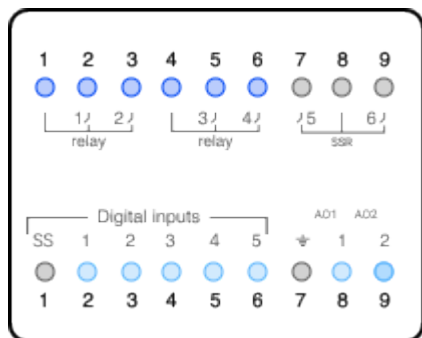 1 2 3 4 5 6 7 8 9
1 2 3 4 5 6
relay relay SSR
Digital inputs AO1 AO2
SS 1 2 3 4 5 1 2
1 2 3 4 5 6 7 8 9